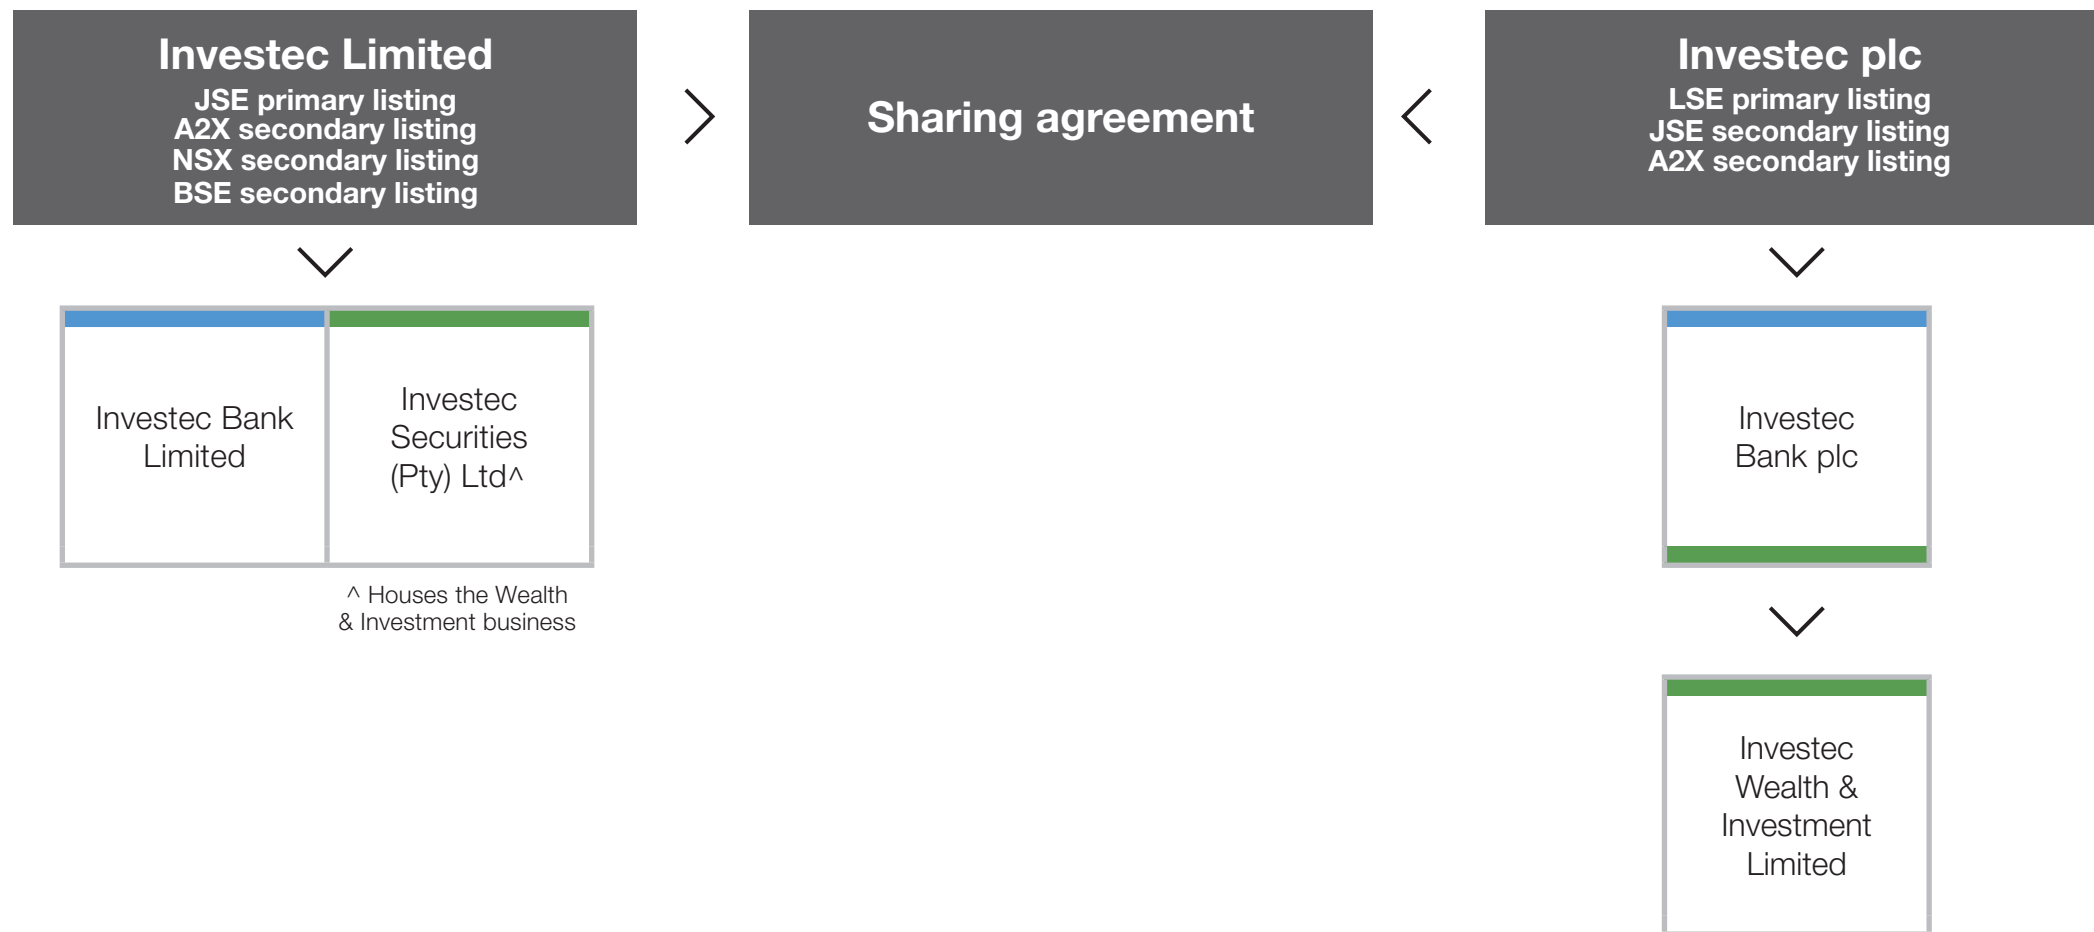 Investec Limited
JSE primary listing
A2X secondary listing
NSX secondary listing
BSE secondary listing
Sharing agreement
Investec plc
LSE primary listing
JSE secondary listing
A2X secondary listing
Investec Bank
Limited
Investec
Securities
(Pty) Ltd^
^ Houses the Wealth
& Investment business
Investec
Bank plc
Investec
Wealth &
Investment
Limited